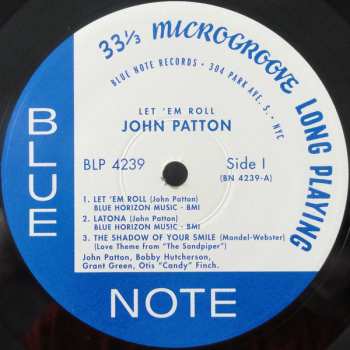 33⅓ MICROGROOVE LONG PLAYING
BLUE NOTE RECORDS • 304 PARK AVE. S. • NYC
LET 'EM ROLL
JOHN PATTON
BLP 4239
Side I
(BN 4239-A)
1. LET 'EM ROLL (John Patton)
BLUE HORIZON MUSIC - BMI
2. LATONA (John Patton)
BLUE HORIZON MUSIC - BMI
3. THE SHADOW OF YOUR SMILE (Mandel-Webster)
(Love Theme from "The Sandpiper")
John Patton, Bobby Hutcherson,
Grant Green, Otis "Candy" Finch.
BLUE
NOTE